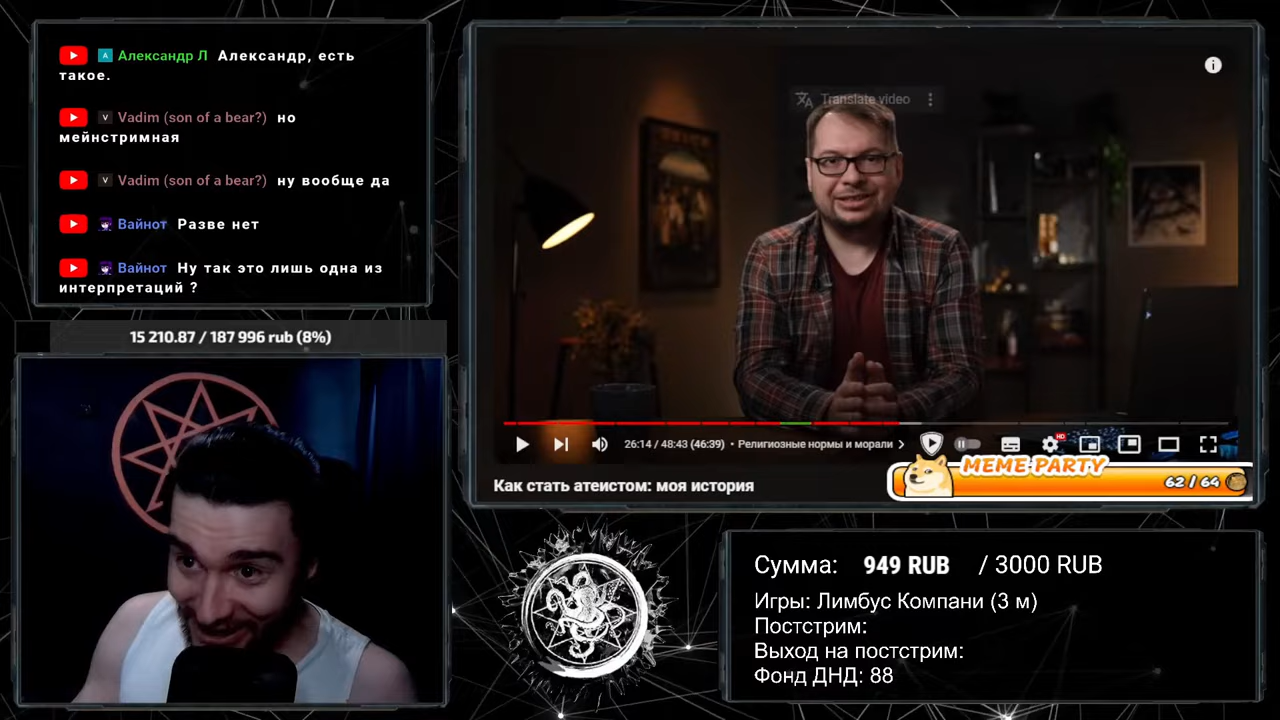 Александр Л Александр, есть
такое.
Vadim (son of a bear?) но
мейнстримная
Vadim (son of a bear?) ну вообще да
Вайнот Разве нет
Вайнот Ну так это лишь одна из
интерпретаций ?
15 210.87 / 187 996 rub (8%)
Translate video
26:14 / 48:43 (46:39) • Религиозные нормы и морали
HD
MEME PARTY
62 / 64
Как стать атеистом: моя история
Сумма: 949 RUB / 3000 RUB
Игры: Лимбус Компани (3 м)
Постстрим:
Выход на постстрим:
Фонд ДНД: 88